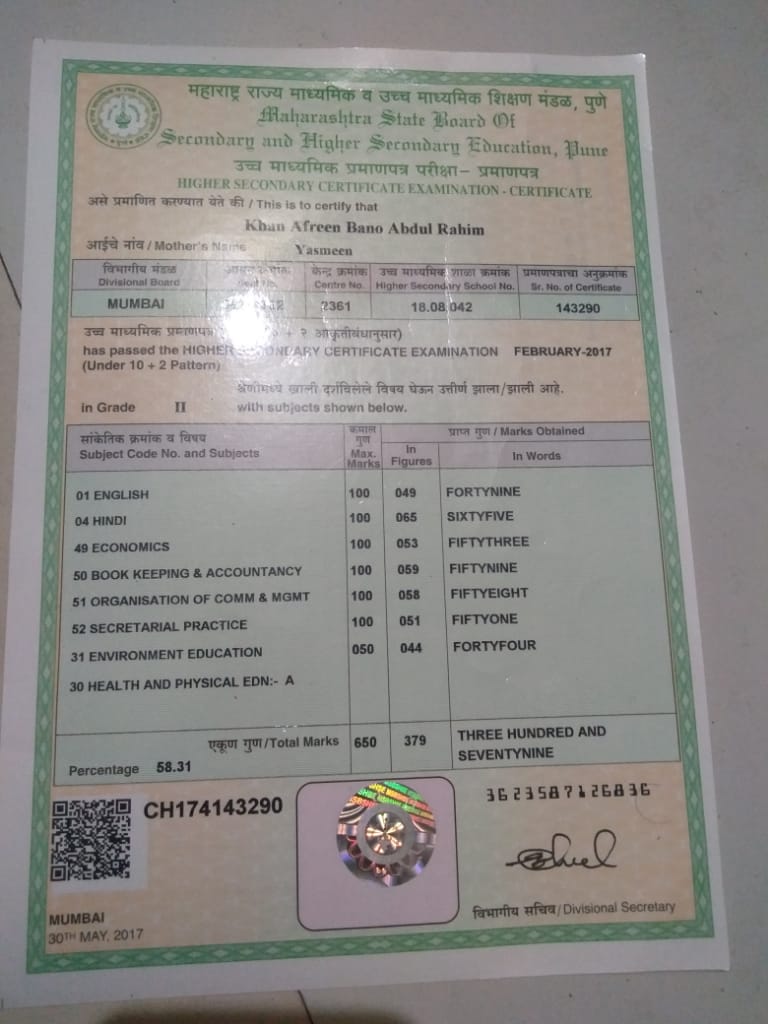 महाराष्ट्र राज्य माध्यमिक व उच्च माध्यमिक शिक्षण मंडळ, पुणे
Maharashtra State Board Of
Secondary and Higher Secondary Education, Pune
उच्च माध्यमिक प्रमाणपत्र परीक्षा – प्रमाणपत्र
HIGHER SECONDARY CERTIFICATE EXAMINATION - CERTIFICATE
असे प्रमाणित करण्यात येते की / This is to certify that
Khan Afreen Bano Abdul Rahim
आईचे नांव / Mother's Name Yasmeen
विभागीय मंडळ केन्द्र क्रमांक उच्च माध्यमिक शाळा क्रमांक प्रमाणपत्राचा अनुक्रमांक
Divisional Board Centre No. Higher Secondary School No. Sr. No. of Certificate
MUMBAI 2361 18.08.042 143290
उच्च माध्यमिक प्रमाणपत्र + २ आकृतीबंधानुसार)
has passed the HIGHER SECONDARY CERTIFICATE EXAMINATION FEBRUARY-2017
(Under 10 + 2 Pattern)
श्रेणीमध्ये खाली दर्शविलेले विषय घेऊन उत्तीर्ण झाला/झाली आहे.
in Grade II with subjects shown below.
सांकेतिक क्रमांक व विषय कमाल गुण प्राप्त गुण / Marks Obtained
Subject Code No. and Subjects Max. Marks In Figures In Words
01 ENGLISH 100 049 FORTYNINE
04 HINDI 100 065 SIXTYFIVE
49 ECONOMICS 100 053 FIFTYTHREE
50 BOOK KEEPING & ACCOUNTANCY 100 059 FIFTYNINE
51 ORGANISATION OF COMM & MGMT 100 058 FIFTYEIGHT
52 SECRETARIAL PRACTICE 100 051 FIFTYONE
31 ENVIRONMENT EDUCATION 050 044 FORTYFOUR
30 HEALTH AND PHYSICAL EDN:- A
एकूण गुण/Total Marks 650 379 THREE HUNDRED AND
SEVENTYNINE
Percentage 58.31
CH174143290
3623587126836
MUMBAI
30TH MAY, 2017
विभागीय सचिव/Divisional Secretary